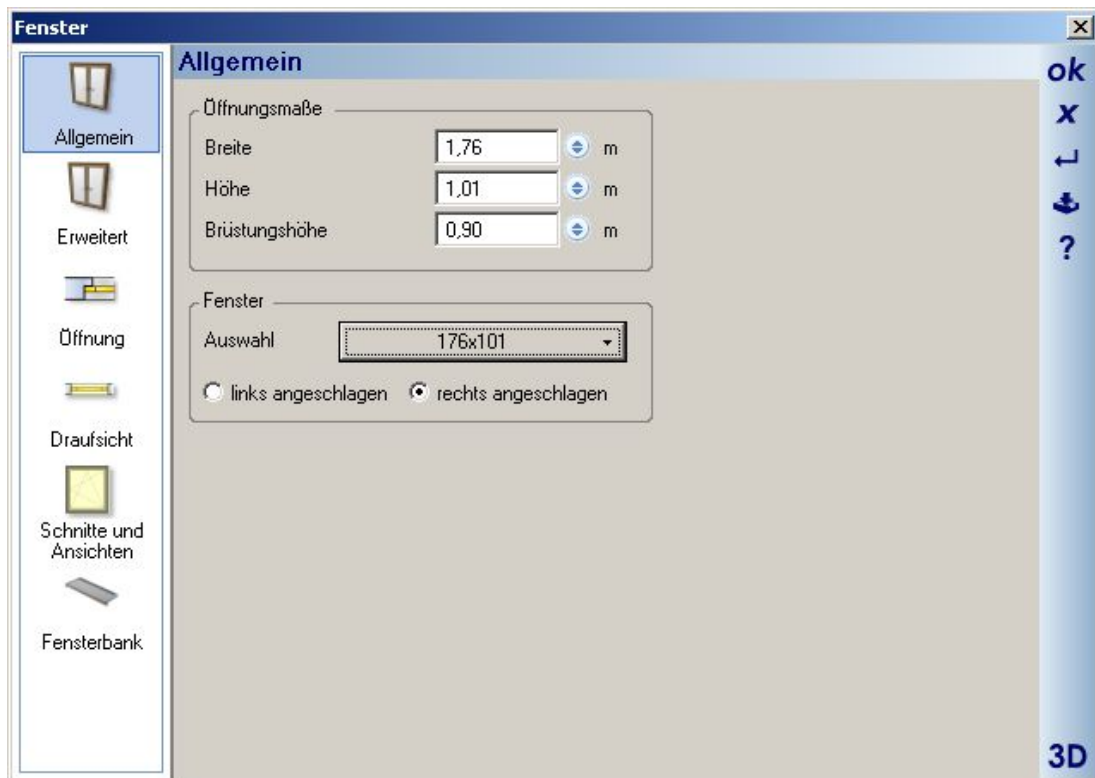 Fenster
Allgemein
Erweitert
Öffnung
Draufsicht
Schnitte und
Ansichten
Fensterbank
Allgemein
Öffnungsmaße
Breite 1,76 m
Höhe 1,01 m
Brüstungshöhe 0,90 m
Fenster
Auswahl 176x101
links angeschlagen rechts angeschlagen
ok
x
?
3D